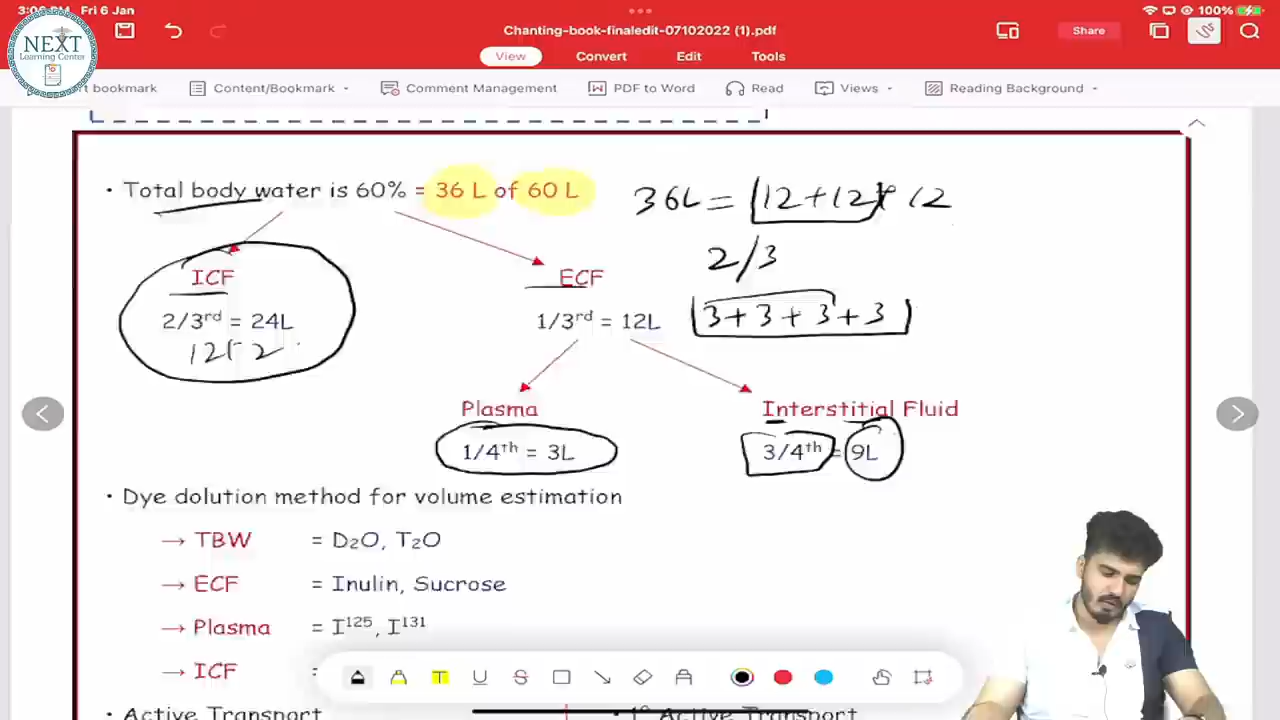 3:06 PM Fri 6 Jan
100%
NEXT
Learning Center
Chanting-book-finaledit-07102022 (1).pdf
Share
View Convert Edit Tools
bookmark Content/Bookmark Comment Management PDF to Word Read Views Reading Background
• Total body water is 60% = 36 L of 60 L
36L = (12+12)+ 12
2/3
ICF ECF
2/3rd = 24L 1/3rd = 12L
3+3+3+3
Plasma Interstitial Fluid
1/4th = 3L 3/4th = 9L
• Dye dolution method for volume estimation
→ TBW = D₂O, T₂O
→ ECF = Inulin, Sucrose
→ Plasma = I¹²⁵, I¹³¹
→ ICF =
T U S
• Active Transport • 1° Active Transport